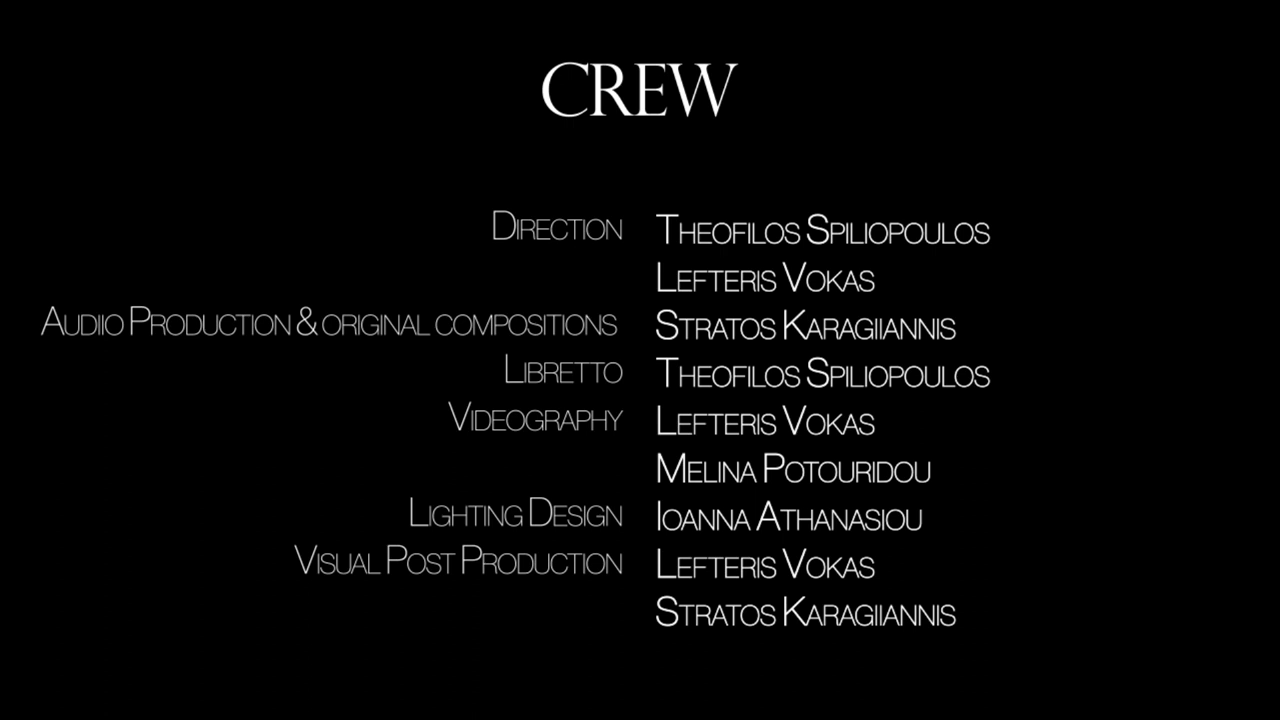 CREW
Direction Theofilos Spiliopoulos
Lefteris Vokas
Audiio Production & original compositions Stratos Karagiiannis
Libretto Theofilos Spiliopoulos
Videography Lefteris Vokas
Melina Potouridou
Lighting Design Ioanna Athanasiou
Visual Post Production Lefteris Vokas
Stratos Karagiiannis